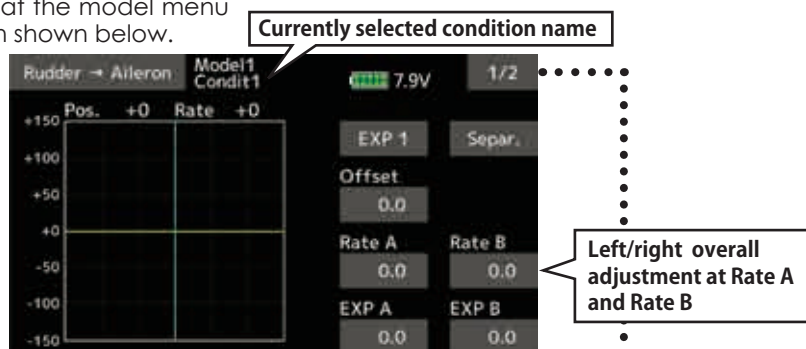 at the model menu
n shown below.
Currently selected condition name
Rudder → Aileron
Model1
Condit1
7.9V
1/2
Pos. +0 Rate +0
+150
+100
+50
+0
-50
-100
-150
EXP 1
Separ.
Offset
0.0
Rate A
Rate B
0.0
0.0
EXP A
EXP B
0.0
0.0
Left/right overall
adjustment at Rate A
and Rate B